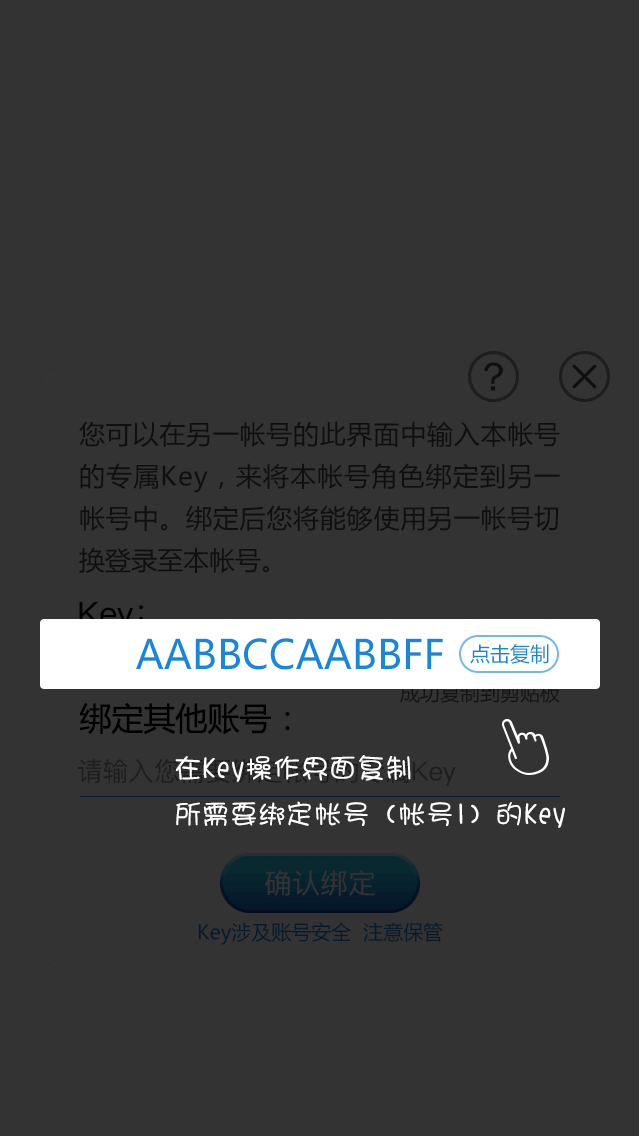 ?
您可以在另一帐号的此界面中输入本帐号
的专属Key，来将本帐号角色绑定到另一
帐号中。绑定后您将能够使用另一帐号切
换登录至本帐号。
Key：
AABBCCAABBFF 点击复制
成功复制到剪贴板
绑定其他账号：
请输入您
Key
在Key操作界面复制
所需要绑定帐号（帐号1）的Key
确认绑定
Key涉及账号安全 注意保管